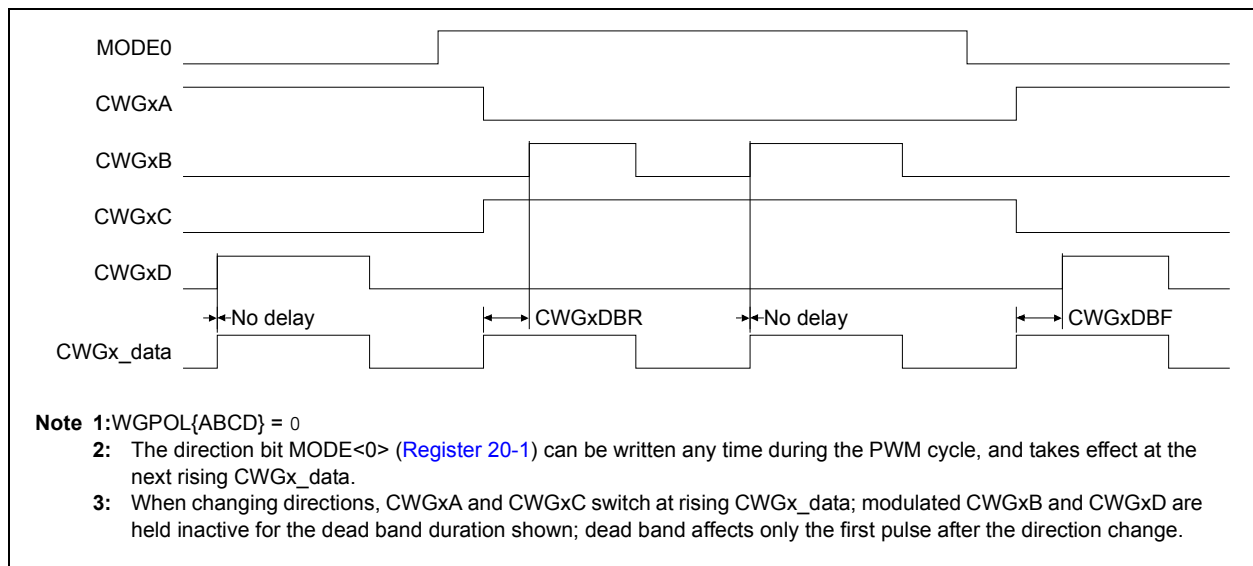 MODE0
CWGxA
CWGxB
CWGxC
CWGxD
No delay CWGxDBR No delay CWGxDBF
CWGx_data
Note 1:WGPOL{ABCD} = 0
2: The direction bit MODE<0> (Register 20-1) can be written any time during the PWM cycle, and takes effect at the
next rising CWGx_data.
3: When changing directions, CWGxA and CWGxC switch at rising CWGx_data; modulated CWGxB and CWGxD are
held inactive for the dead band duration shown; dead band affects only the first pulse after the direction change.